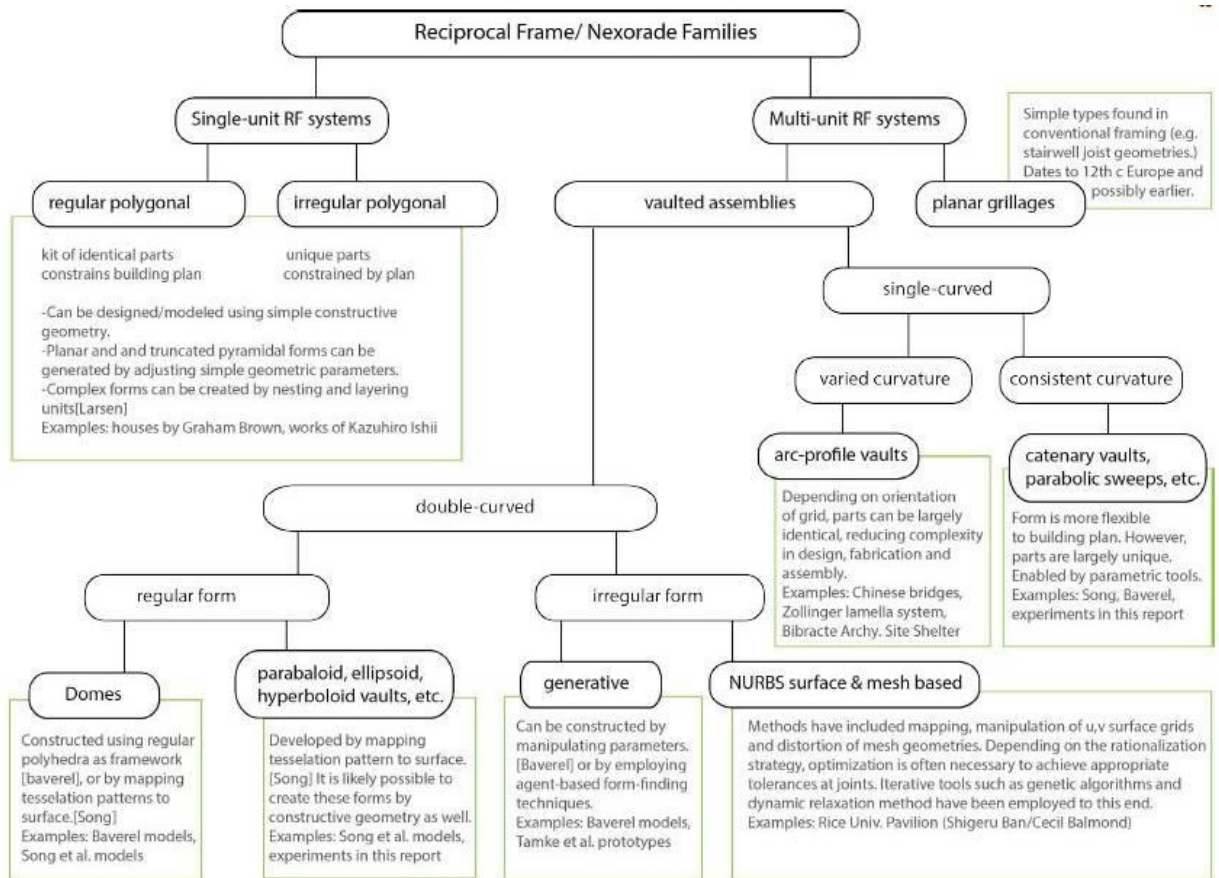 Reciprocal Frame/ Nexorade Families
Single-unit RF systems
Multi-unit RF systems
Simple types found in
conventional framing (e.g.
stairwell joist geometries.)
Dates to 12th c Europe and
possibly earlier.
regular polygonal
irregular polygonal
vaulted assemblies
planar grillages
kit of identical parts
constrains building plan
unique parts
constrained by plan
-Can be designed/modeled using simple constructive
geometry.
-Planar and and truncated pyramidal forms can be
generated by adjusting simple geometric parameters.
-Complex forms can be created by nesting and layering
units[Larsen]
Examples: houses by Graham Brown, works of Kazuhiro Ishii
single-curved
varied curvature
consistent curvature
arc-profile vaults
Depending on orientation
of grid, parts can be largely
identical, reducing complexity
in design, fabrication and
assembly.
Examples: Chinese bridges,
Zollinger lamella system,
Bibracte Archy. Site Shelter
catenary vaults,
parabolic sweeps, etc.
Form is more flexible
to building plan. However,
parts are largely unique.
Enabled by parametric tools.
Examples: Song, Baverel,
experiments in this report
double-curved
regular form
irregular form
Domes
Constructed using regular
polyhedra as framework
[baverel], or by mapping
tesselation patterns to
surface.[Song]
Examples: Baverel models,
Song et al. models
parabaloid, ellipsoid,
hyperboloid vaults, etc.
Developed by mapping
tesselation pattern to surface.
[Song] It is likely possible to
create these forms by
constructive geometry as well.
Examples: Song et al. models,
experiments in this report
generative
Can be constructed by
manipulating parameters.
[Baverel] or by employing
agent-based form-finding
techniques.
Examples: Baverel models,
Tamke et al. prototypes
NURBS surface & mesh based
Methods have included mapping, manipulation of u,v surface grids
and distortion of mesh geometries. Depending on the rationalization
strategy, optimization is often necessary to achieve appropriate
tolerances at joints. Iterative tools such as genetic algorithms and
dynamic relaxation method have been employed to this end.
Examples: Rice Univ. Pavilion (Shigeru Ban/Cecil Balmond)